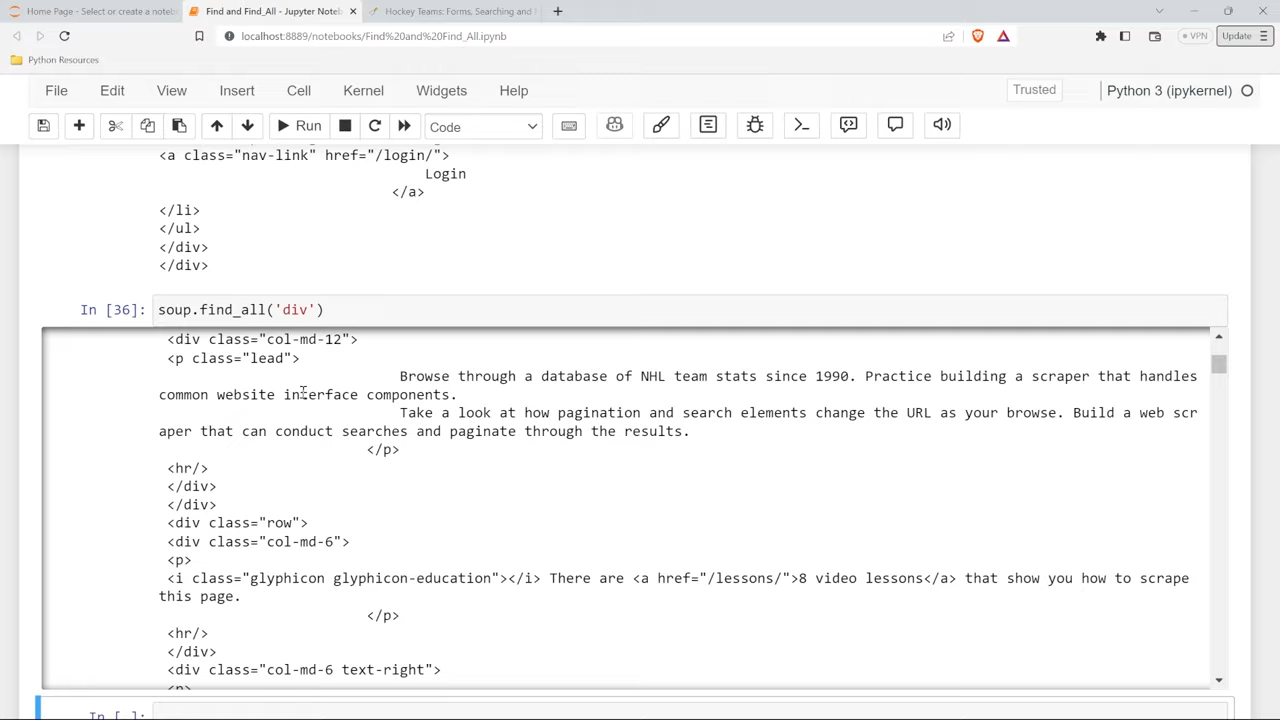 Home Page - Select or create a noteb
Find and Find_All - Jupyter Noteb
Hockey Teams: Forms, Searching and
localhost:8889/notebooks/Find%20and%20Find_All.ipynb
VPN
Update
Python Resources
File Edit View Insert Cell Kernel Widgets Help
Trusted
Python 3 (ipykernel)
Run
Code
<a class="nav-link" href="/login/">
Login
</a>
</li>
</ul>
</div>
</div>
In [36]: soup.find_all('div')
<div class="col-md-12">
<p class="lead">
Browse through a database of NHL team stats since 1990. Practice building a scraper that handles
common website interface components.
Take a look at how pagination and search elements change the URL as your browse. Build a web scr
aper that can conduct searches and paginate through the results.
</p>
<hr/>
</div>
</div>
<div class="row">
<div class="col-md-6">
<p>
<i class="glyphicon glyphicon-education"></i> There are <a href="/lessons/">8 video lessons</a> that show you how to scrape
this page.
</p>
<hr/>
</div>
<div class="col-md-6 text-right">
<p>
In [ ]: